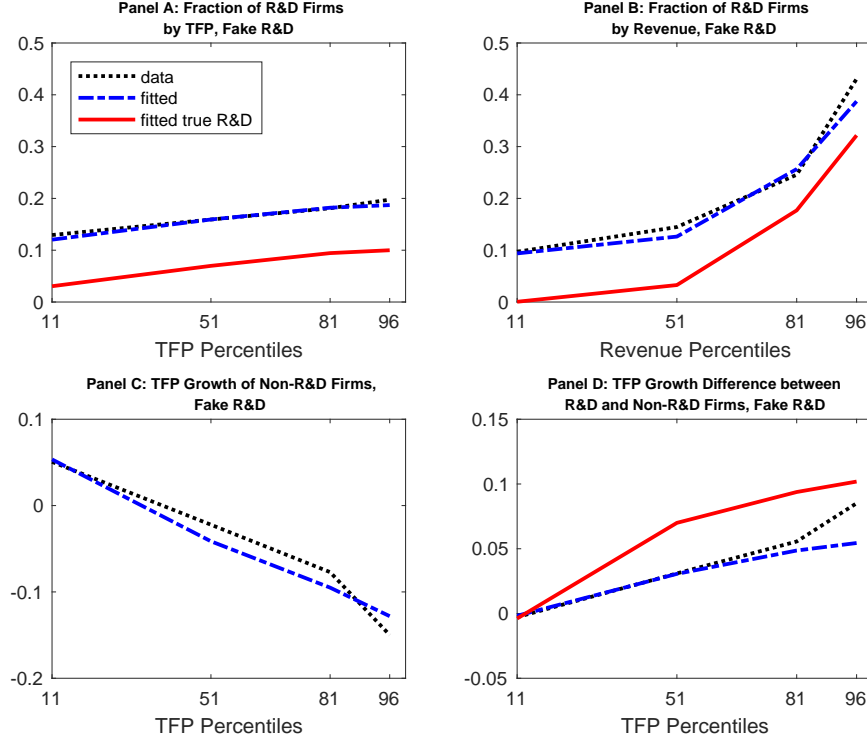 Panel A: Fraction of R&D Firms
by TFP, Fake R&D
0.5
0.4
0.3
0.2
0.1
0
data
fitted
fitted true R&D
11
51
81
96
TFP Percentiles
Panel B: Fraction of R&D Firms
by Revenue, Fake R&D
0.5
0.4
0.3
0.2
0.1
0
11
51
81
96
Revenue Percentiles
Panel C: TFP Growth of Non-R&D Firms,
Fake R&D
0.1
0
-0.1
-0.2
11
51
81
96
TFP Percentiles
Panel D: TFP Growth Difference between
R&D and Non-R&D Firms, Fake R&D
0.15
0.1
0.05
0
-0.05
11
51
81
96
TFP Percentiles